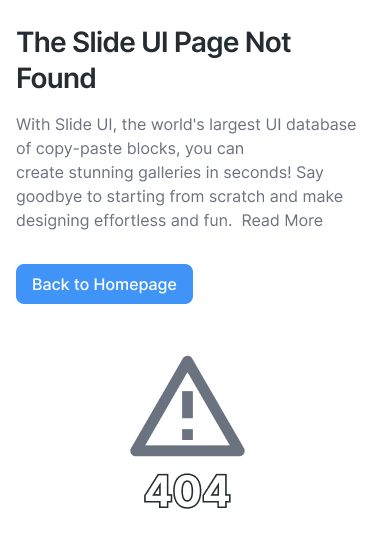 The Slide UI Page Not
Found
With Slide UI, the world's largest UI database
of copy-paste blocks, you can
create stunning galleries in seconds! Say
goodbye to starting from scratch and make
designing effortless and fun.  Read More
Back to Homepage
404